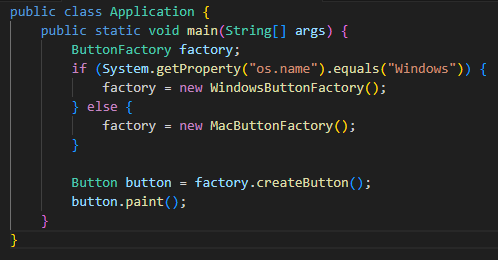 public class Application {
    public static void main(String[] args) {
        ButtonFactory factory;
        if (System.getProperty("os.name").equals("Windows")) {
            factory = new WindowsButtonFactory();
        } else {
            factory = new MacButtonFactory();
        }

        Button button = factory.createButton();
        button.paint();
    }
}